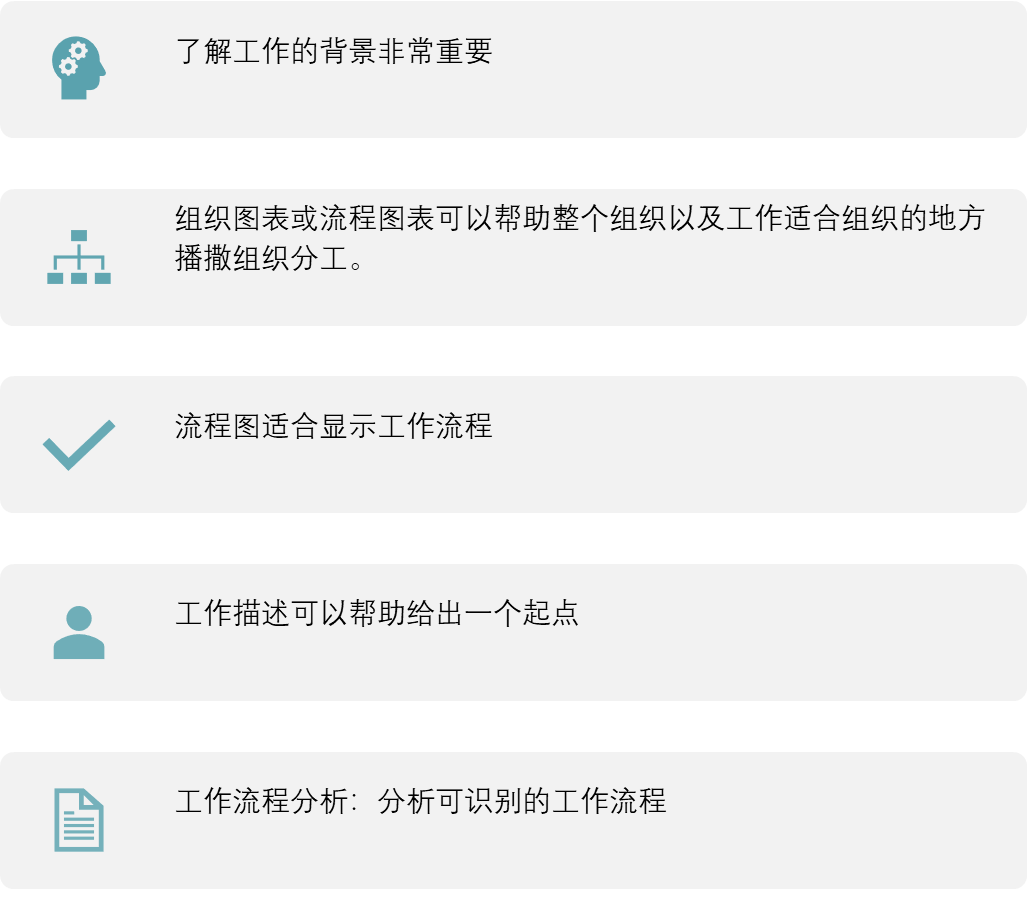 了解工作的背景非常重要
组织图表或流程图表可以帮助整个组织以及工作适合组织的地方
播撒组织分工。
流程图适合显示工作流程
工作描述可以帮助给出一个起点
工作流程分析：分析可识别的工作流程